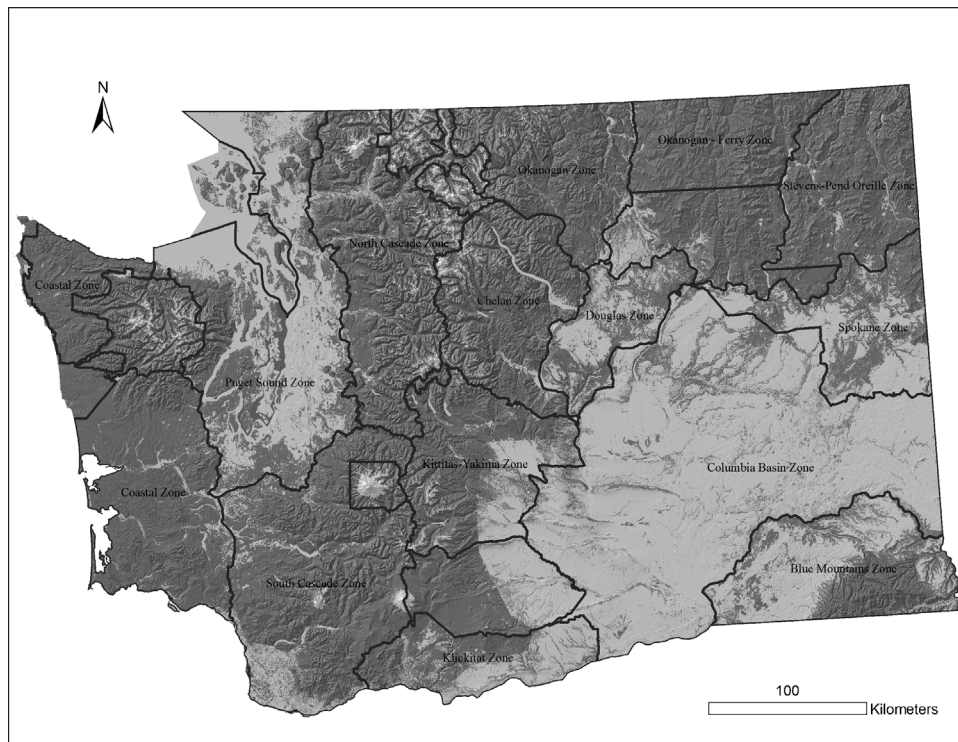 N
Okanogan - Ferry Zone
Okanogan Zone
Stevens-Pend Oreille Zone
North Cascade Zone
Coastal Zone
Chelan Zone
Douglas Zone
Spokane Zone
Puget Sound Zone
Kittitas-Yakima Zone
Columbia Basin Zone
Coastal Zone
Blue Mountains Zone
South Cascade Zone
Klickitat Zone
100
Kilometers